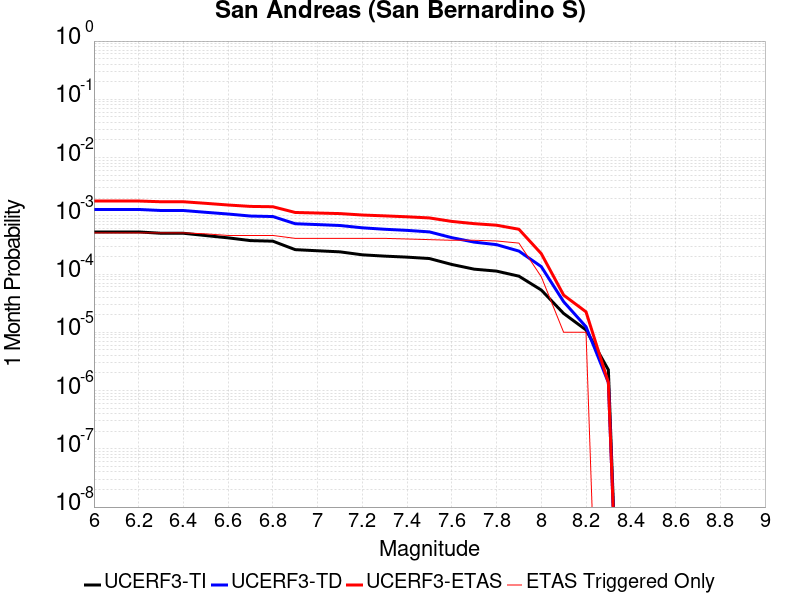 San Andreas (San Bernardino S)
10^0
10^-1
10^-2
10^-3
10^-4
10^-5
10^-6
10^-7
10^-8
1 Month Probability
6 6.2 6.4 6.6 6.8 7 7.2 7.4 7.6 7.8 8 8.2 8.4 8.6 8.8 9
Magnitude
UCERF3-TI UCERF3-TD UCERF3-ETAS ETAS Triggered Only